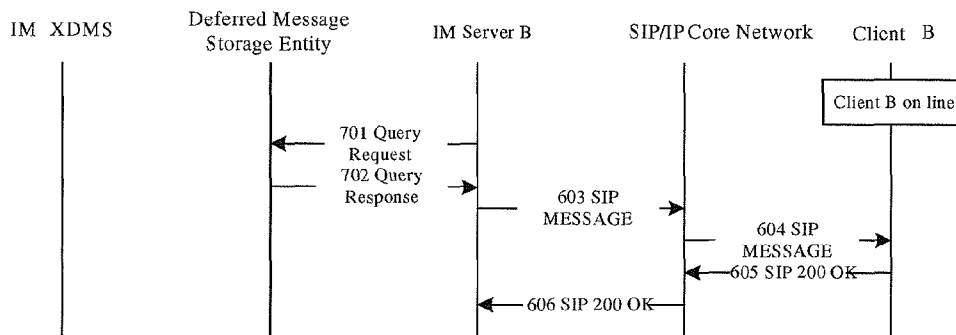 IM XDMS
Deferred Message
Storage Entity
IM Server B
SIP/IP Core Network
Client B
Client B on line
701 Query
Request
702 Query
Response
603 SIP
MESSAGE
604 SIP
MESSAGE
605 SIP 200 OK
606 SIP 200 OK